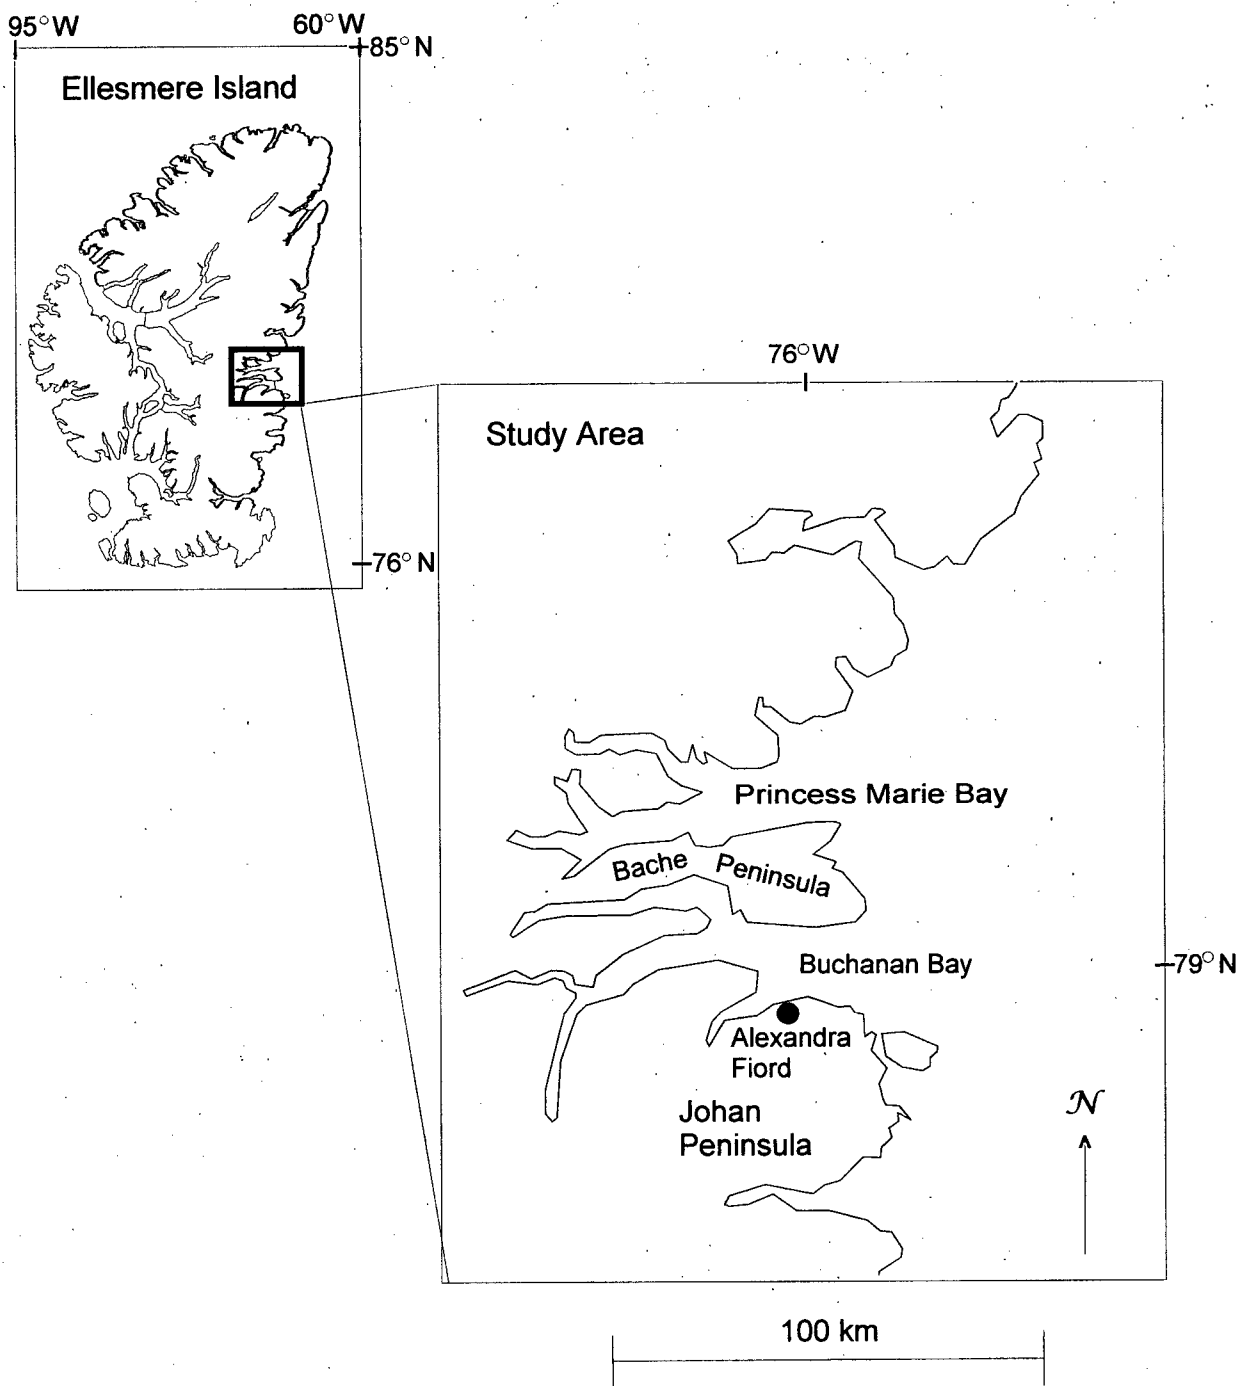 95°W 60°W
85°N
Ellesmere Island
76°N
76°W
Study Area
Princess Marie Bay
Bache Peninsula
Buchanan Bay
79°N
Alexandra
Fiord
Johan
Peninsula
N
100 km